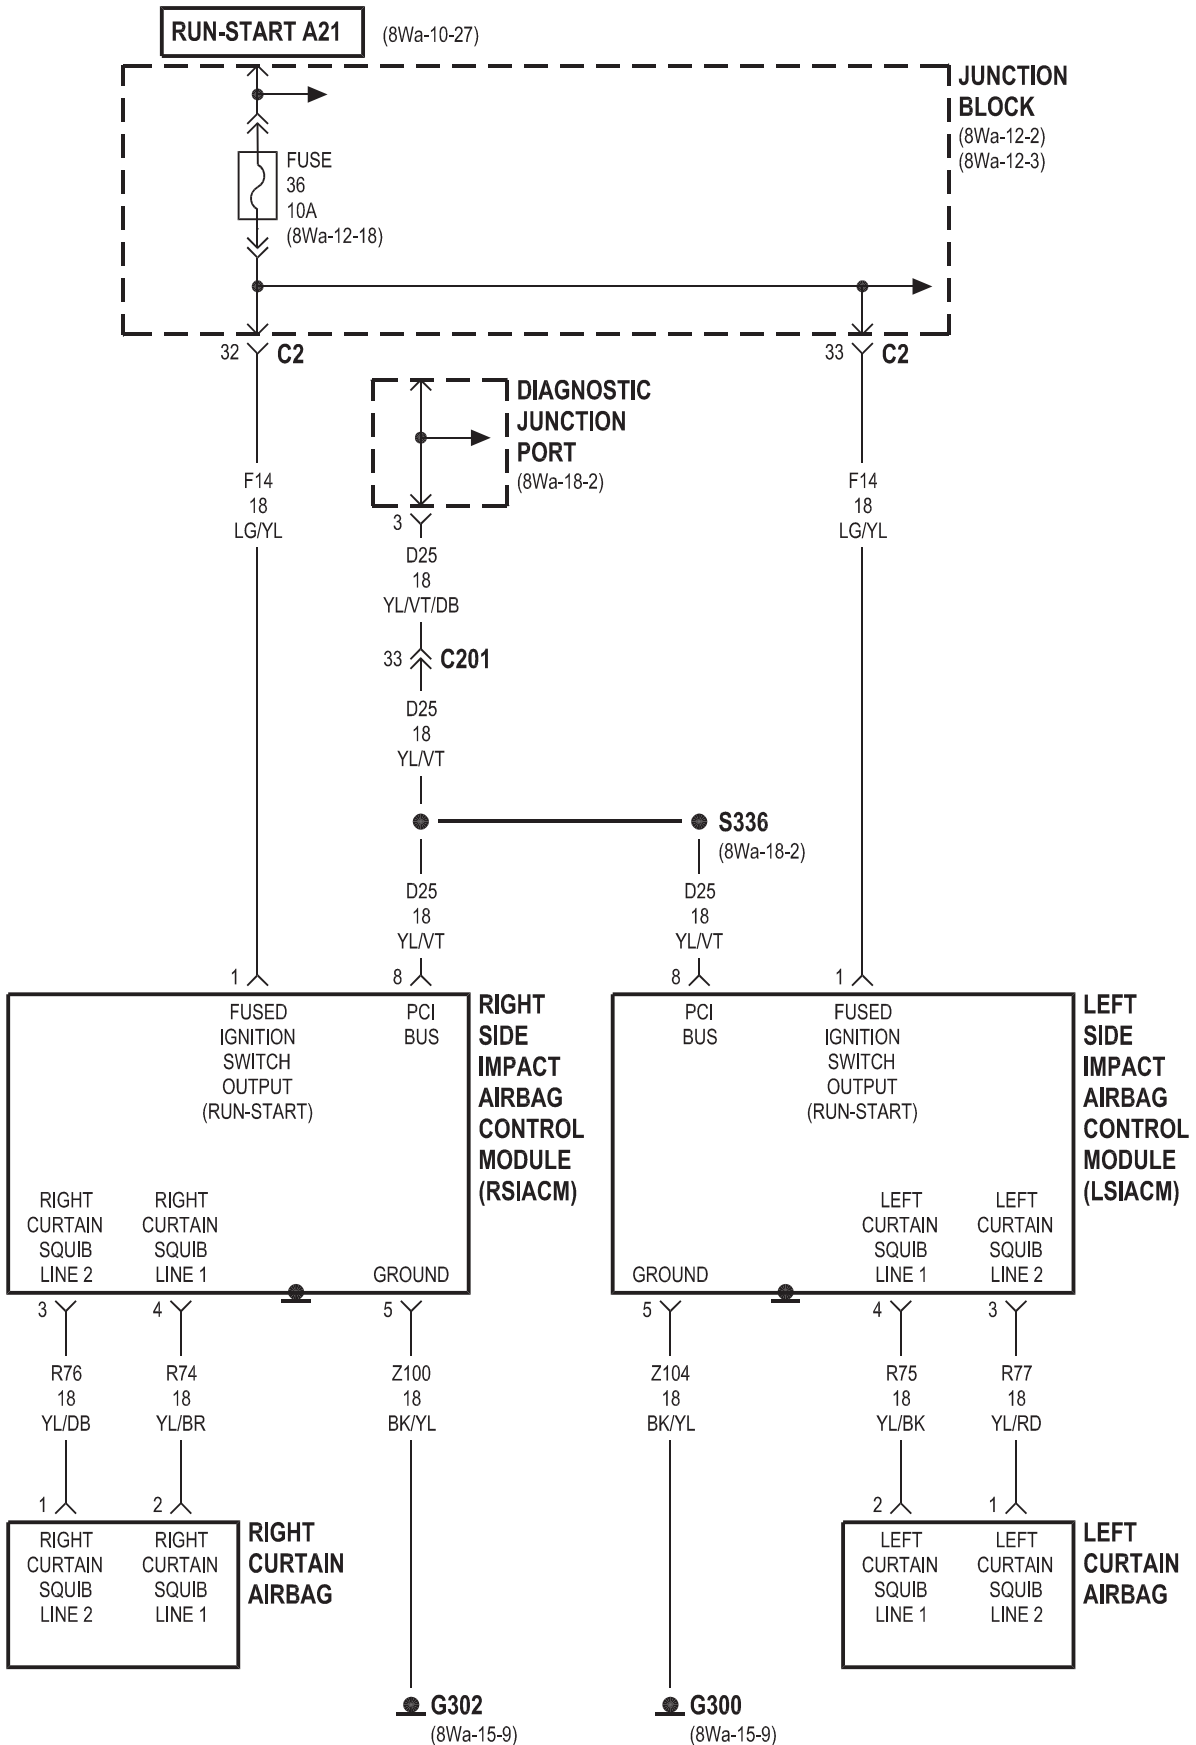 RUN-START A21 (8Wa-10-27)
JUNCTION
BLOCK
(8Wa-12-2)
(8Wa-12-3)
FUSE
36
10A
(8Wa-12-18)
32 C2
33 C2
DIAGNOSTIC
JUNCTION
PORT
(8Wa-18-2)
F14
18
LG/YL
F14
18
LG/YL
3
D25
18
YL/VT/DB
33 C201
D25
18
YL/VT
S336
(8Wa-18-2)
D25
18
YL/VT
D25
18
YL/VT
1
8
8
1
FUSED
IGNITION
SWITCH
OUTPUT
(RUN-START)
PCI
BUS
RIGHT
SIDE
IMPACT
AIRBAG
CONTROL
MODULE
(RSIACM)
PCI
BUS
FUSED
IGNITION
SWITCH
OUTPUT
(RUN-START)
LEFT
SIDE
IMPACT
AIRBAG
CONTROL
MODULE
(LSIACM)
RIGHT
CURTAIN
SQUIB
LINE 2
RIGHT
CURTAIN
SQUIB
LINE 1
GROUND
GROUND
LEFT
CURTAIN
SQUIB
LINE 1
LEFT
CURTAIN
SQUIB
LINE 2
3
4
5
5
4
3
R76
18
YL/DB
R74
18
YL/BR
Z100
18
BK/YL
Z104
18
BK/YL
R75
18
YL/BK
R77
18
YL/RD
1
2
2
1
RIGHT
CURTAIN
SQUIB
LINE 2
RIGHT
CURTAIN
SQUIB
LINE 1
RIGHT
CURTAIN
AIRBAG
LEFT
CURTAIN
SQUIB
LINE 1
LEFT
CURTAIN
SQUIB
LINE 2
LEFT
CURTAIN
AIRBAG
G302
(8Wa-15-9)
G300
(8Wa-15-9)